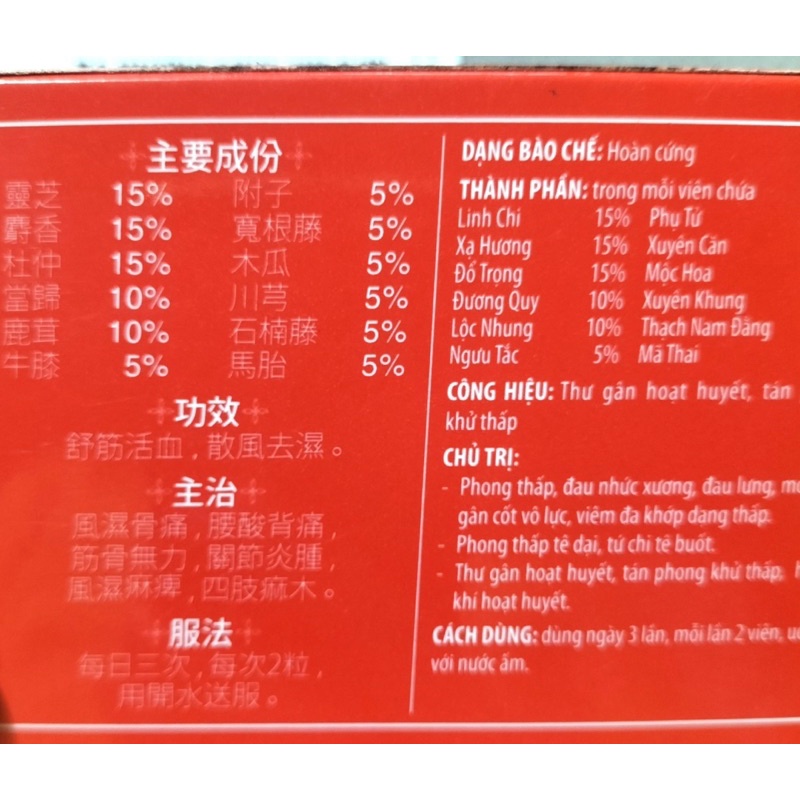 主要成份
靈芝 15% 附子 5%
麝香 15% 寬根藤 5%
杜仲 15% 木瓜 5%
當歸 10% 川芎 5%
鹿茸 10% 石楠藤 5%
牛膝 5% 馬胎 5%
功效
舒筋活血,散風去濕。
主治
風濕骨痛,腰酸背痛,
筋骨無力,關節炎腫,
風濕麻痺,四肢麻木。
服法
每日三次,每次2粒,
用開水送服。
DẠNG BÀO CHẾ: Hoàn cứng
THÀNH PHẦN: trong mỗi viên chứa
Linh Chi 15% Phụ Tử
Xạ Hương 15% Xuyên Căn
Đỗ Trọng 15% Mộc Hoa
Đương Quy 10% Xuyên Khung
Lộc Nhung 10% Thạch Nam Đằng
Ngưu Tắc 5% Mã Thai
CÔNG HIỆU: Thư gân hoạt huyết, tán
khử thấp
CHỦ TRỊ:
- Phong thấp, đau nhức xương, đau lưng,
gân cốt vô lực, viêm đa khớp dạng thấp.
- Phong thấp tê dại, tứ chi tê buốt.
- Thư gân hoạt huyết, tán phong khử thấp,
khí hoạt huyết.
CÁCH DÙNG: dùng ngày 3 lần, mỗi lần 2 viên,
với nước ấm.